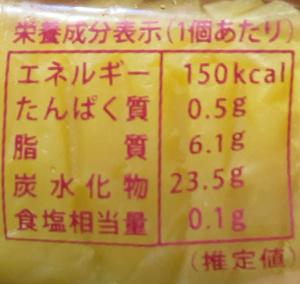 栄養成分表示(1個あたり)
エネルギー 150kcal
たんぱく質 0.5g
脂質 6.1g
炭水化物 23.5g
食塩相当量 0.1g
(推定値)